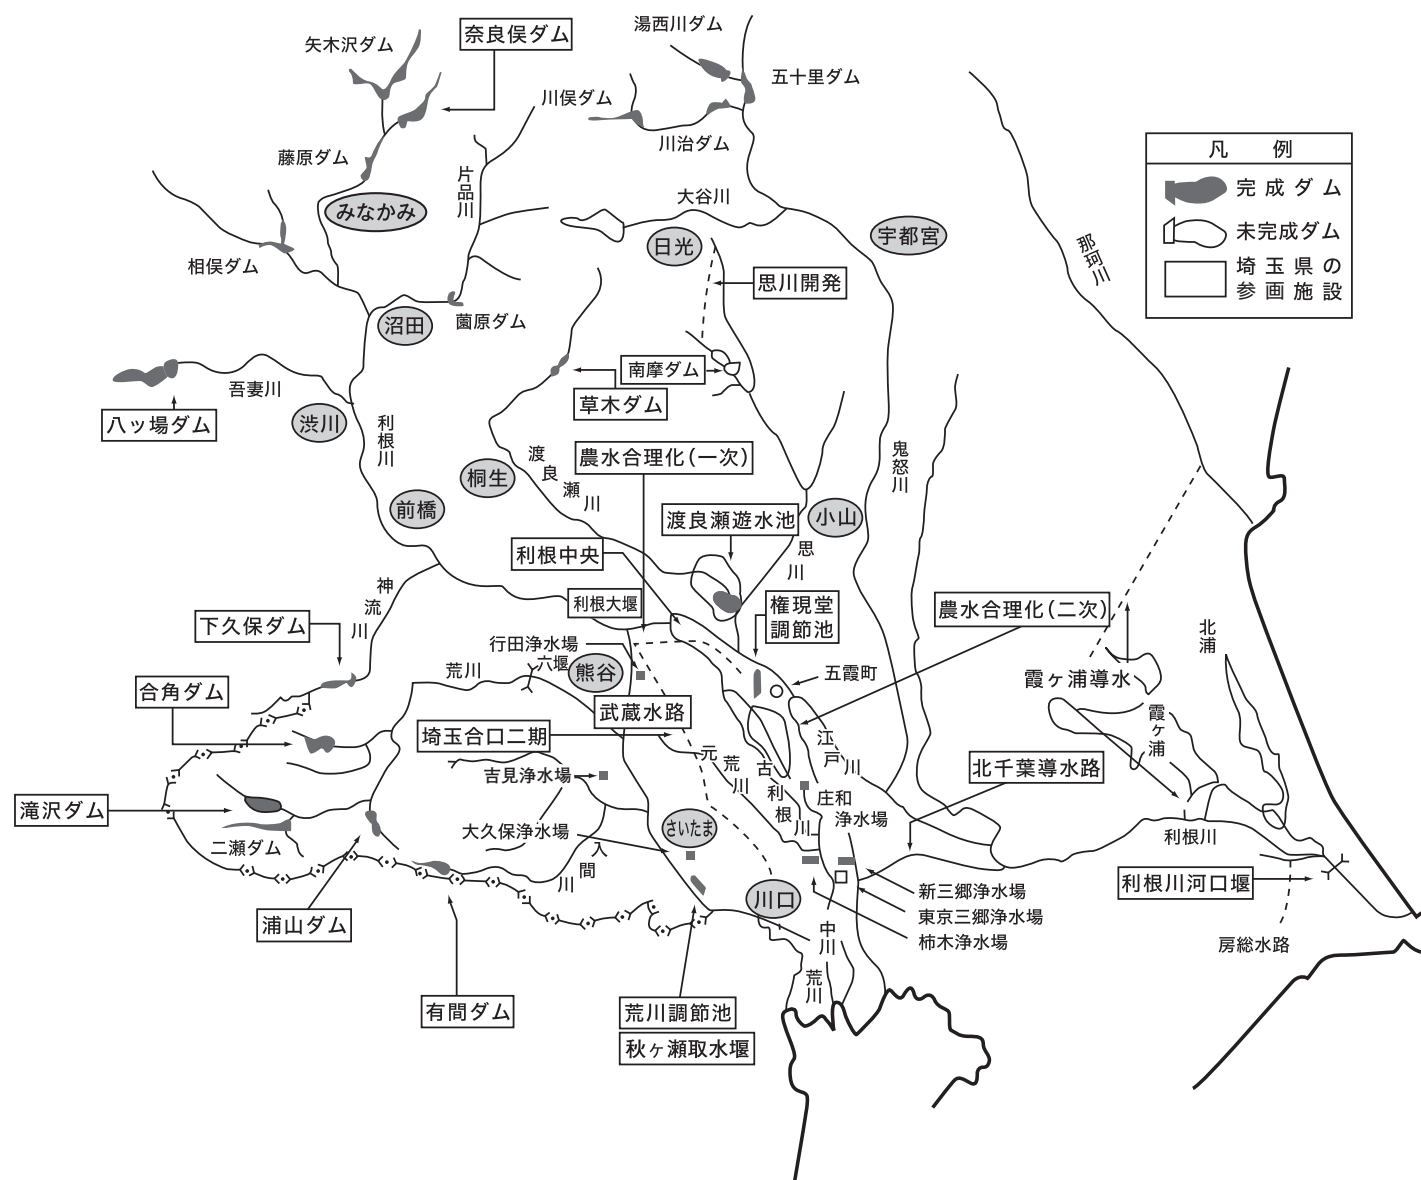 湯西川ダム
奈良俣ダム
矢木沢ダム
五十里ダム
川俣ダム
川治ダム
藤原ダム
片品川
みなかみ
大谷川
日光
宇都宮
那珂川
凡　例
完成ダム
未完成ダム
埼玉県の
参画施設
相俣ダム
思川開発
沼田
薗原ダム
南摩ダム
草木ダム
吾妻川
八ッ場ダム
渋川
利根川
渡良瀬川
農水合理化(一次)
鬼怒川
桐生
前橋
渡良瀬遊水池
小山
利根中央
思川
神流川
利根大堰
権現堂
調節池
農水合理化(二次)
下久保ダム
行田浄水場
六堰
熊谷
荒川
五霞町
北浦
霞ヶ浦導水
合角ダム
武蔵水路
霞ヶ浦
埼玉合口二期
江戸川
元荒川
古利根川
吉見浄水場
北千葉導水路
滝沢ダム
庄和
浄水場
さいたま
大久保浄水場
利根川
二瀬ダム
入間川
利根川河口堰
新三郷浄水場
川口
東京三郷浄水場
浦山ダム
中川
柿木浄水場
房総水路
荒川
有間ダム
荒川調節池
秋ヶ瀬取水堰